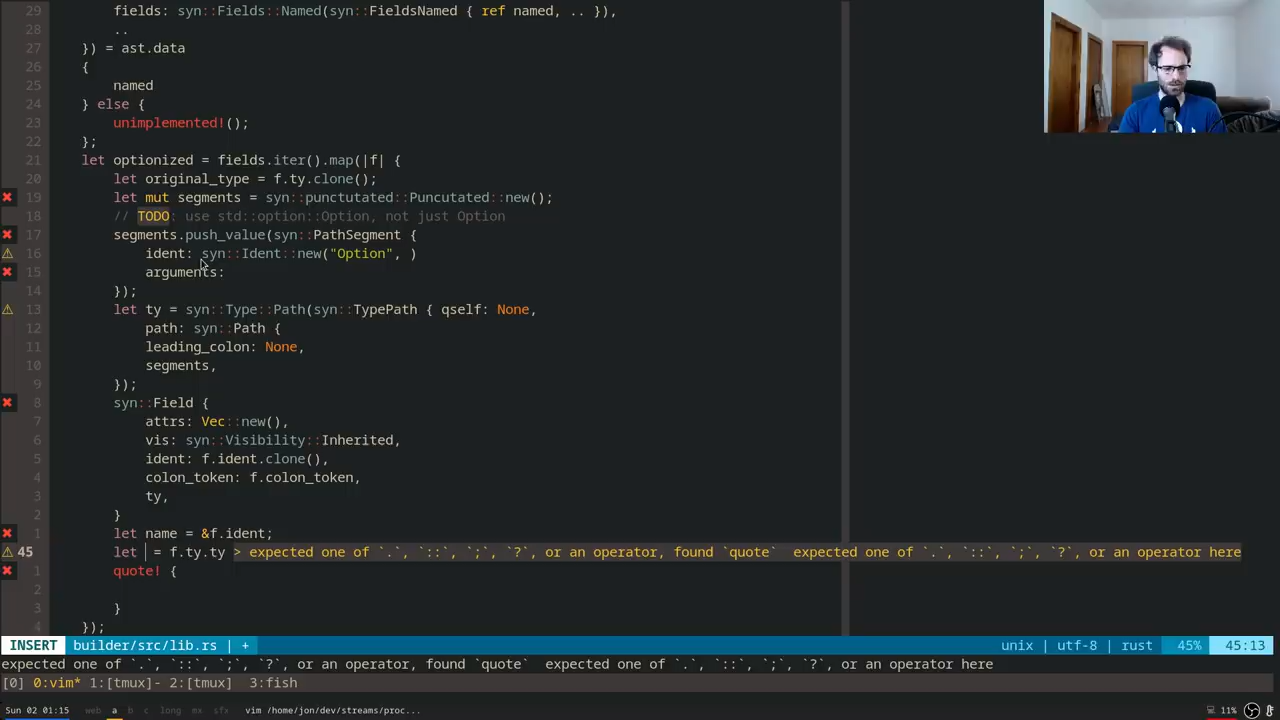 29 fields: syn::Fields::Named(syn::FieldsNamed { ref named, .. }),
28 ..
27 }) = ast.data
26 {
25 named
24 } else {
23 unimplemented!();
22 };
21 let optionized = fields.iter().map(|f| {
20 let original_type = f.ty.clone();
✖ 19 let mut segments = syn::punctutated::Puncutated::new();
18 // TODO: use std::option::Option, not just Option
✖ 17 segments.push_value(syn::PathSegment {
⚠ 16 ident: syn::Ident::new("Option", )
✖ 15 arguments:
14 });
⚠ 13 let ty = syn::Type::Path(syn::TypePath { qself: None,
12 path: syn::Path {
11 leading_colon: None,
10 segments,
9 });
✖ 8 syn::Field {
7 attrs: Vec::new(),
6 vis: syn::Visibility::Inherited,
5 ident: f.ident.clone(),
4 colon_token: f.colon_token,
3 ty,
2 }
✖ 1 let name = &f.ident;
⚠ 45 let  = f.ty.ty > expected one of `.`, `::`, `;`, `?`, or an operator, found `quote`  expected one of `.`, `::`, `;`, `?`, or an operator here
✖ 1 quote! {
2
3 }
4 });
INSERT builder/src/lib.rs | + unix | utf-8 | rust 45% 45:13
expected one of `.`, `::`, `;`, `?`, or an operator, found `quote`  expected one of `.`, `::`, `;`, `?`, or an operator here
[0] 0:vim* 1:[tmux]- 2:[tmux]  3:fish
Sun 02 01:15 web a b c long mx sfx vim /home/jon/dev/streams/proc... 11%